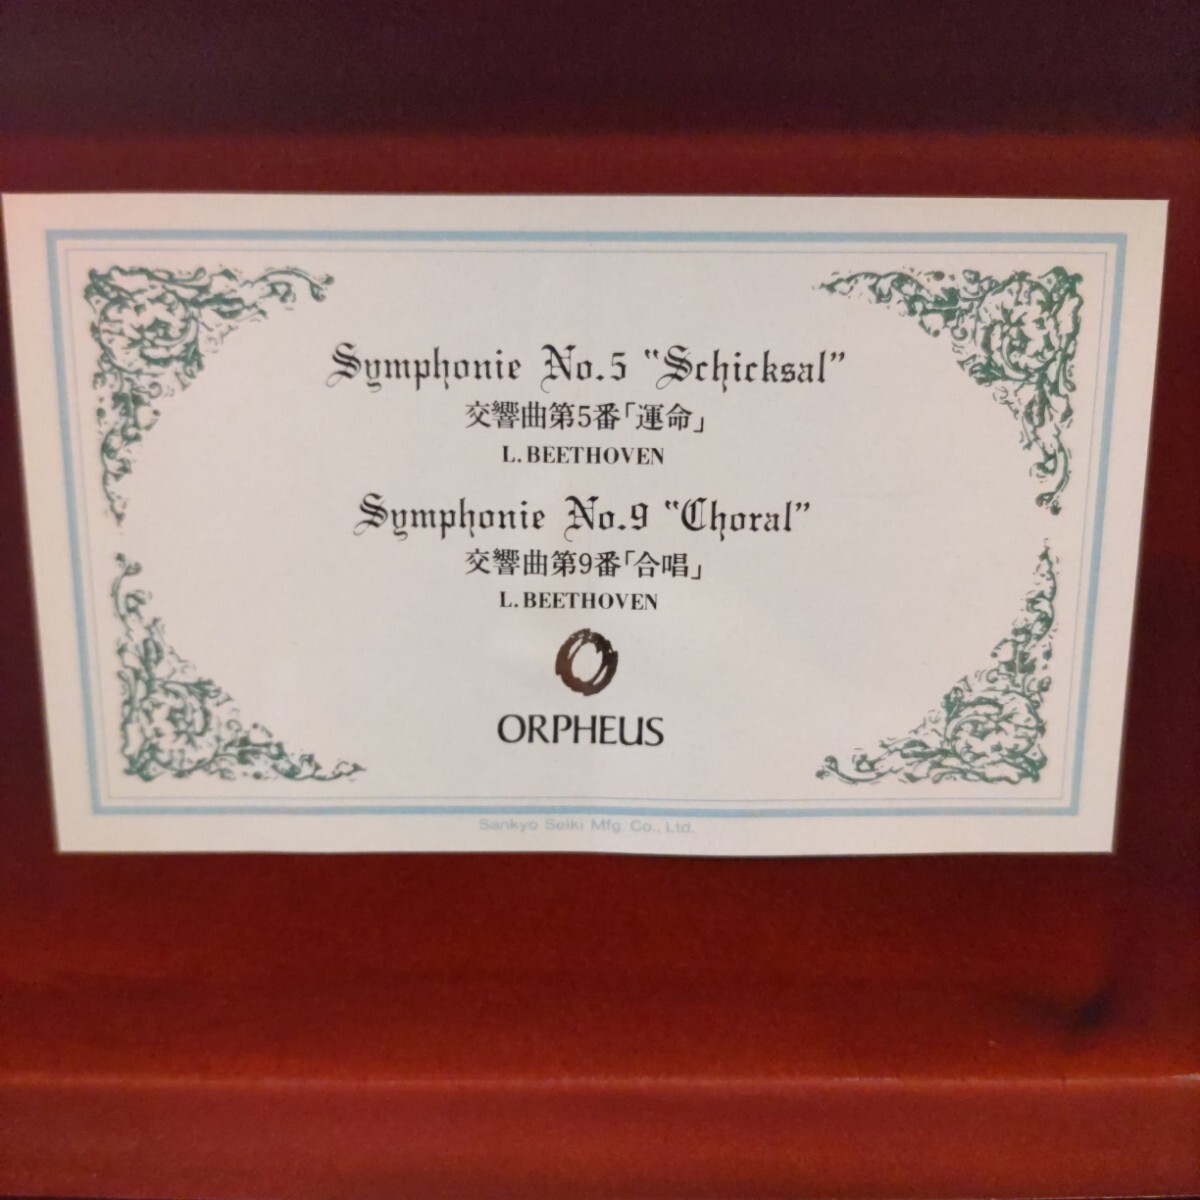 Symphonie No.5 "Schicksal"
交響曲第5番「運命」
L. BEETHOVEN
Symphonie No.9 "Choral"
交響曲第9番「合唱」
L. BEETHOVEN
ORPHEUS
Sankyo Seiki Mfg. Co., Ltd.